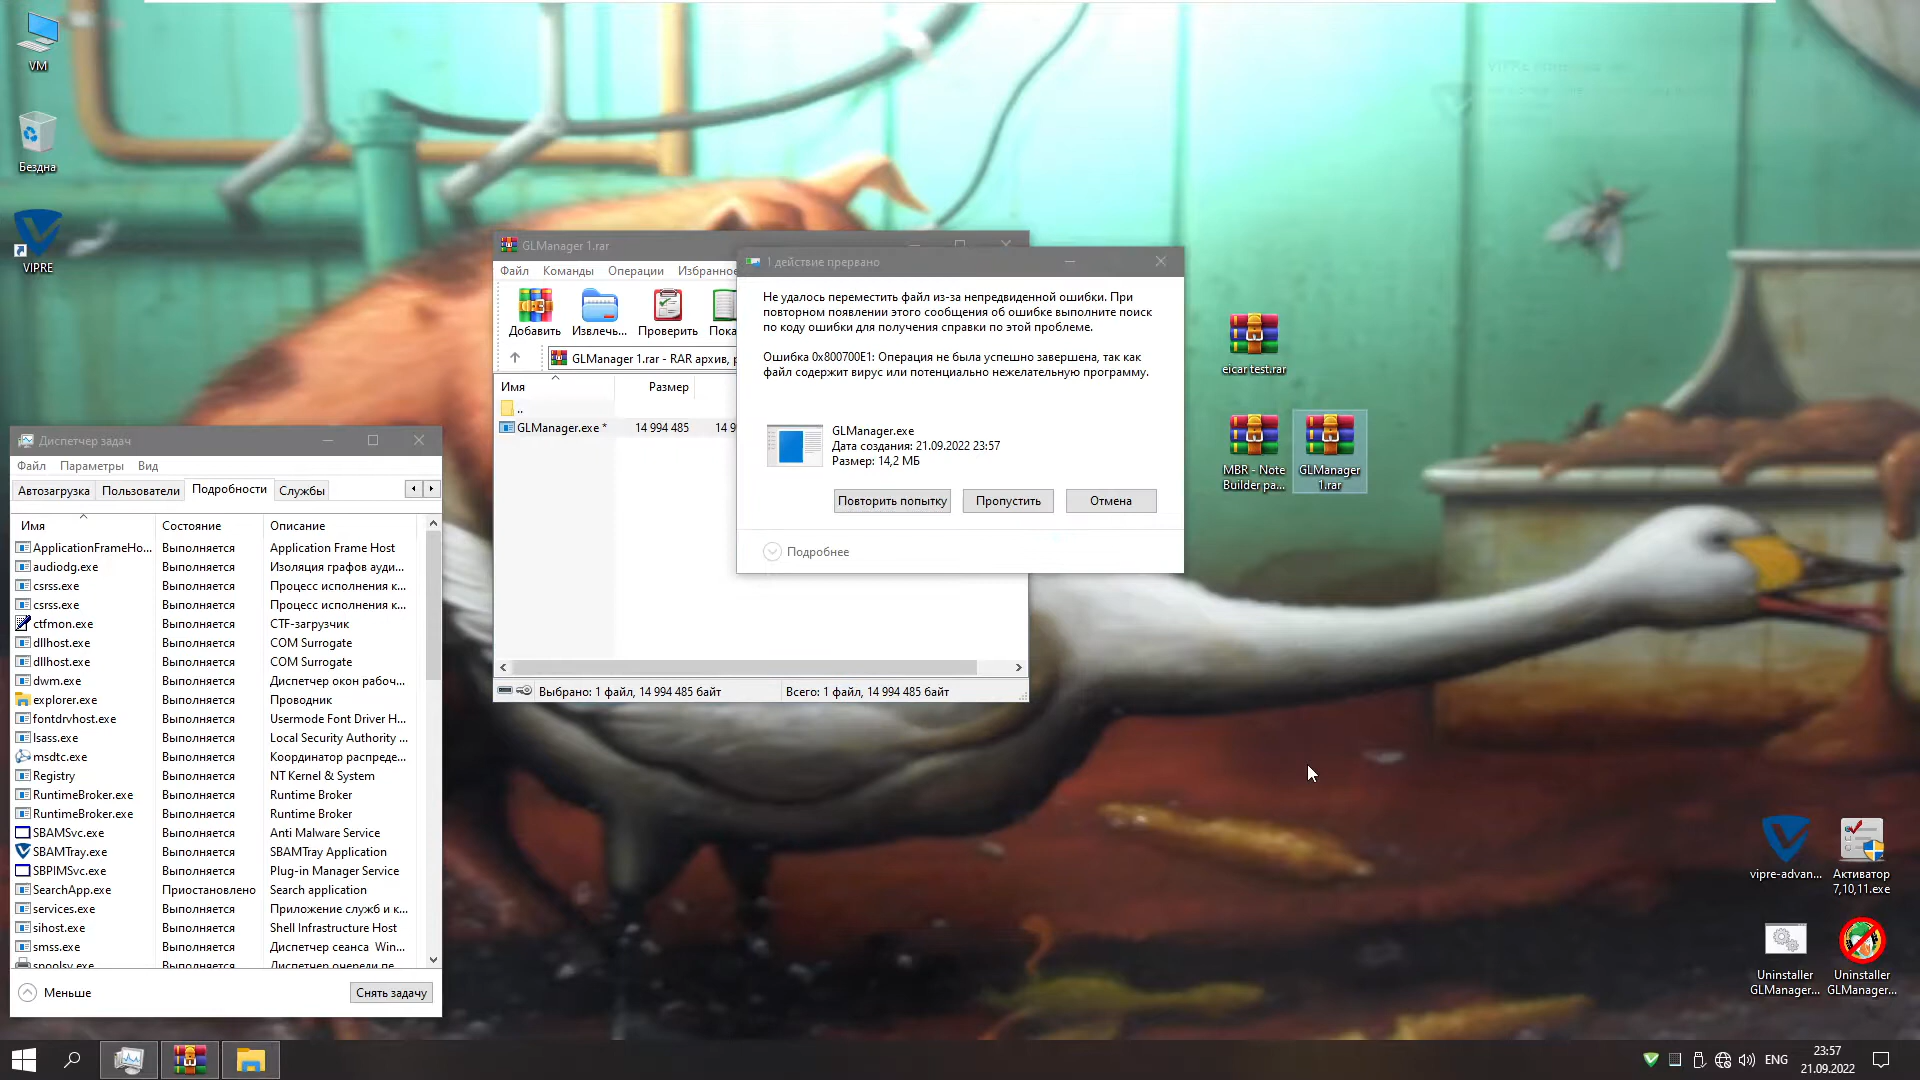 VM
Бездна
VIPRE
GLManager 1.rar
Файл Команды Операции Избранное
Добавить Извлечь... Проверить Пока
GLManager 1.rar - RAR архив, р
Имя Размер
..
GLManager.exe * 14 994 485 14 9
Выбрано: 1 файл, 14 994 485 байт Всего: 1 файл, 14 994 485 байт
1 действие прервано
Не удалось переместить файл из-за непредвиденной ошибки. При
повторном появлении этого сообщения об ошибке выполните поиск
по коду ошибки для получения справки по этой проблеме.
Ошибка 0x800700E1: Операция не была успешно завершена, так как
файл содержит вирус или потенциально нежелательную программу.
GLManager.exe
Дата создания: 21.09.2022 23:57
Размер: 14,2 МБ
Повторить попытку Пропустить Отмена
Подробнее
eicar test.rar
MBR - Note
Builder pa...
GLManager
1.rar
Диспетчер задач
Файл Параметры Вид
Автозагрузка Пользователи Подробности Службы
Имя Состояние Описание
ApplicationFrameHo... Выполняется Application Frame Host
audiodg.exe Выполняется Изоляция графов ауди...
csrss.exe Выполняется Процесс исполнения к...
csrss.exe Выполняется Процесс исполнения к...
ctfmon.exe Выполняется CTF-загрузчик
dllhost.exe Выполняется COM Surrogate
dllhost.exe Выполняется COM Surrogate
dwm.exe Выполняется Диспетчер окон рабоч...
explorer.exe Выполняется Проводник
fontdrvhost.exe Выполняется Usermode Font Driver H...
lsass.exe Выполняется Local Security Authority ...
msdtc.exe Выполняется Координатор распреде...
Registry Выполняется NT Kernel & System
RuntimeBroker.exe Выполняется Runtime Broker
RuntimeBroker.exe Выполняется Runtime Broker
SBAMSvc.exe Выполняется Anti Malware Service
SBAMTray.exe Выполняется SBAMTray Application
SBPIMSvc.exe Выполняется Plug-in Manager Service
SearchApp.exe Приостановлено Search application
services.exe Выполняется Приложение служб и к...
sihost.exe Выполняется Shell Infrastructure Host
smss.exe Выполняется Диспетчер сеанса Win...
spoolsv.exe Выполняется Диспетчер очереди пе...
Меньше Снять задачу
vipre-advan...
Активатор
7,10,11.exe
Uninstaller
GLManager...
Uninstaller
GLManager...
ENG
23:57
21.09.2022